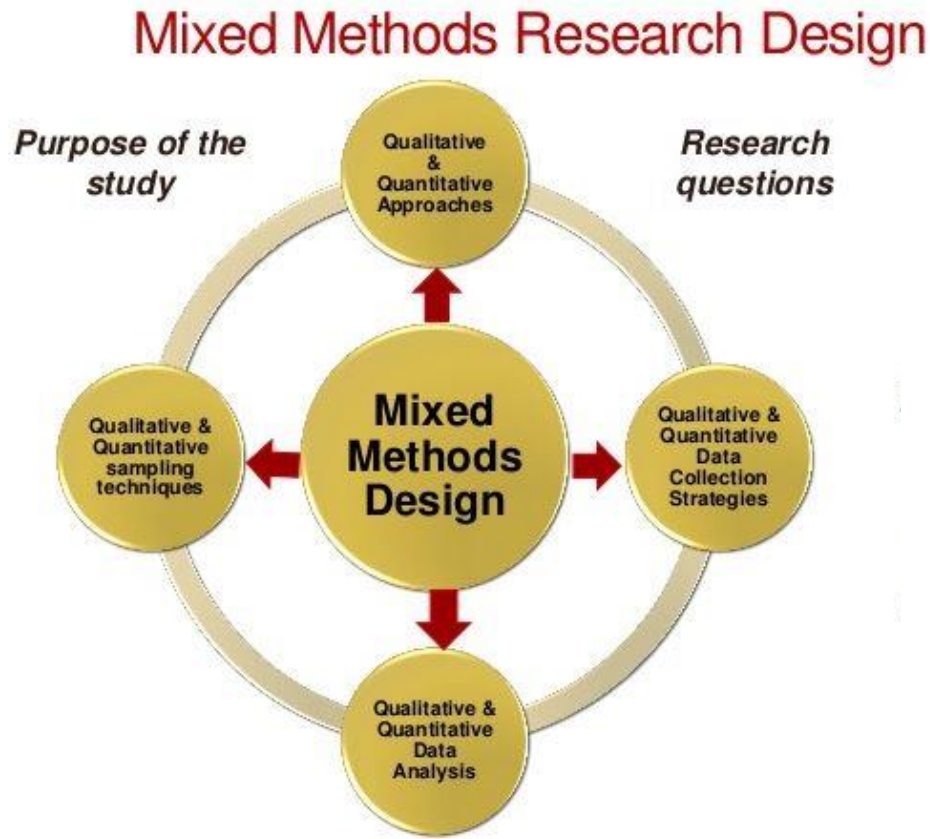 Mixed Methods Research Design
Purpose of the
study
Research
questions
Qualitative
&
Quantitative
Approaches
Qualitative &
Quantitative
sampling
techniques
Mixed
Methods
Design
Qualitative &
Quantitative
Data
Collection
Strategies
Qualitative &
Quantitative
Data
Analysis